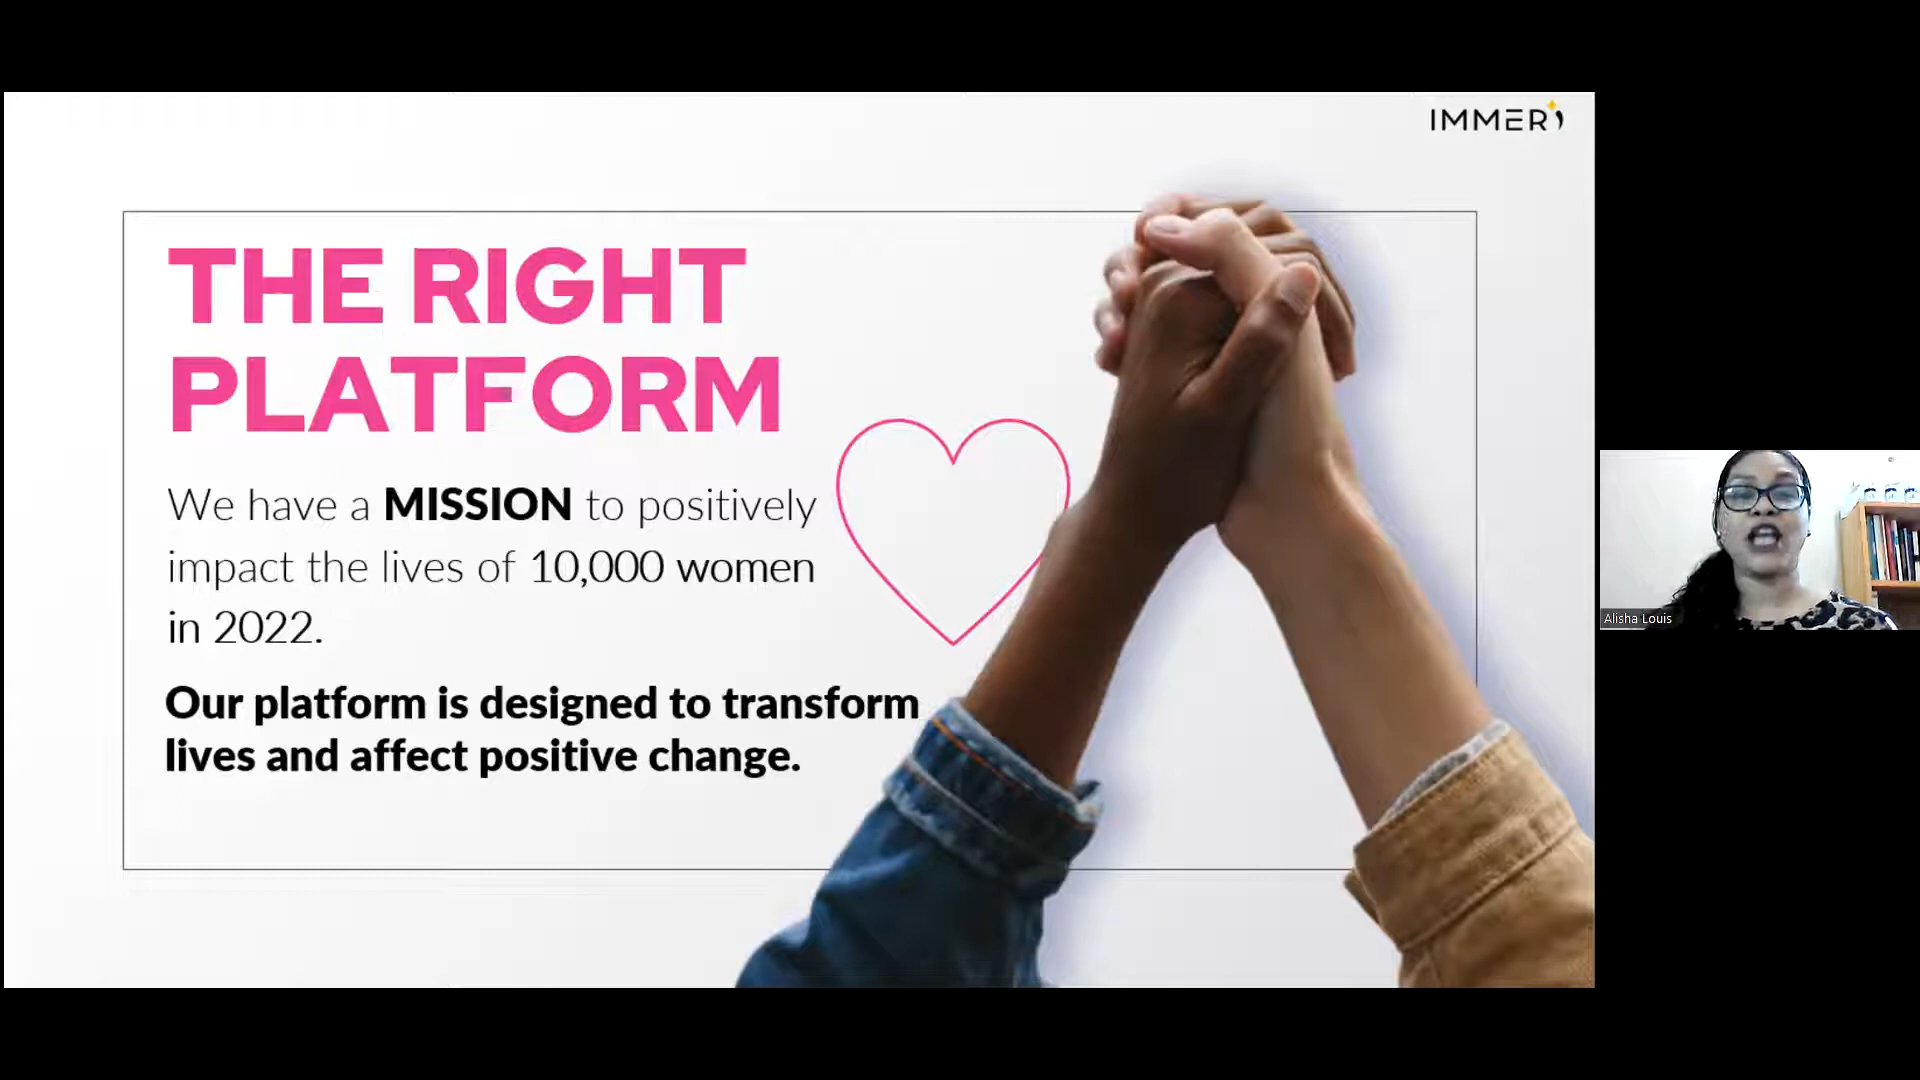 IMMERI
THE RIGHT
PLATFORM
We have a MISSION to positively
impact the lives of 10,000 women
in 2022.
Our platform is designed to transform
lives and affect positive change.
Alisha Louis